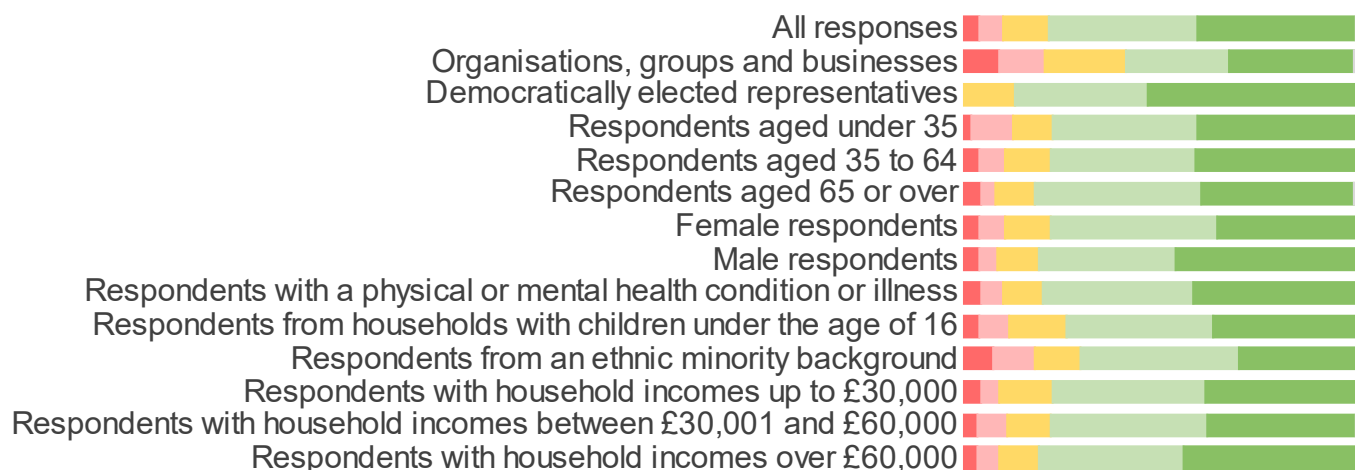 All responses
Organisations, groups and businesses
Democratically elected representatives
Respondents aged under 35
Respondents aged 35 to 64
Respondents aged 65 or over
Female respondents
Male respondents
Respondents with a physical or mental health condition or illness
Respondents from households with children under the age of 16
Respondents from an ethnic minority background
Respondents with household incomes up to £30,000
Respondents with household incomes between £30,001 and £60,000
Respondents with household incomes over £60,000